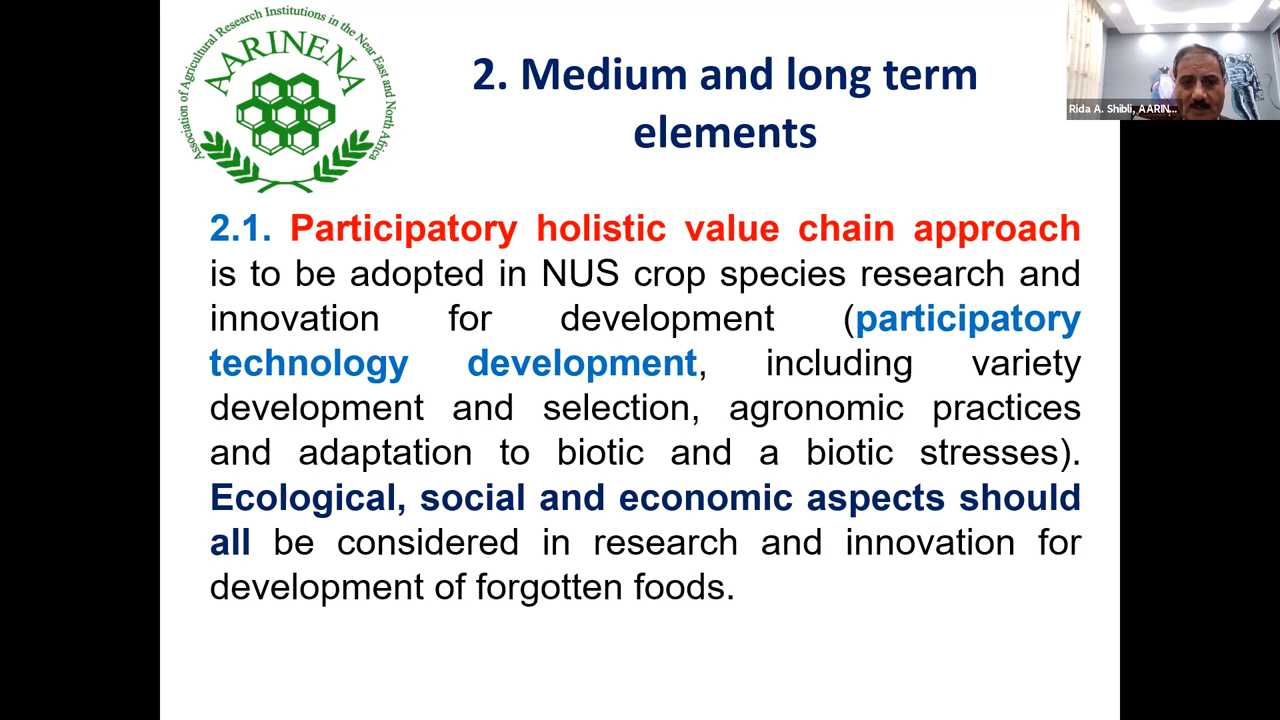 Association of Agricultural Research Institutions in the Near East and North Africa
AARINENA
2. Medium and long term
elements
Rida A. Shibli, AARIN...
2.1. Participatory holistic value chain approach
is to be adopted in NUS crop species research and
innovation for development (participatory
technology development, including variety
development and selection, agronomic practices
and adaptation to biotic and a biotic stresses).
Ecological, social and economic aspects should
all be considered in research and innovation for
development of forgotten foods.